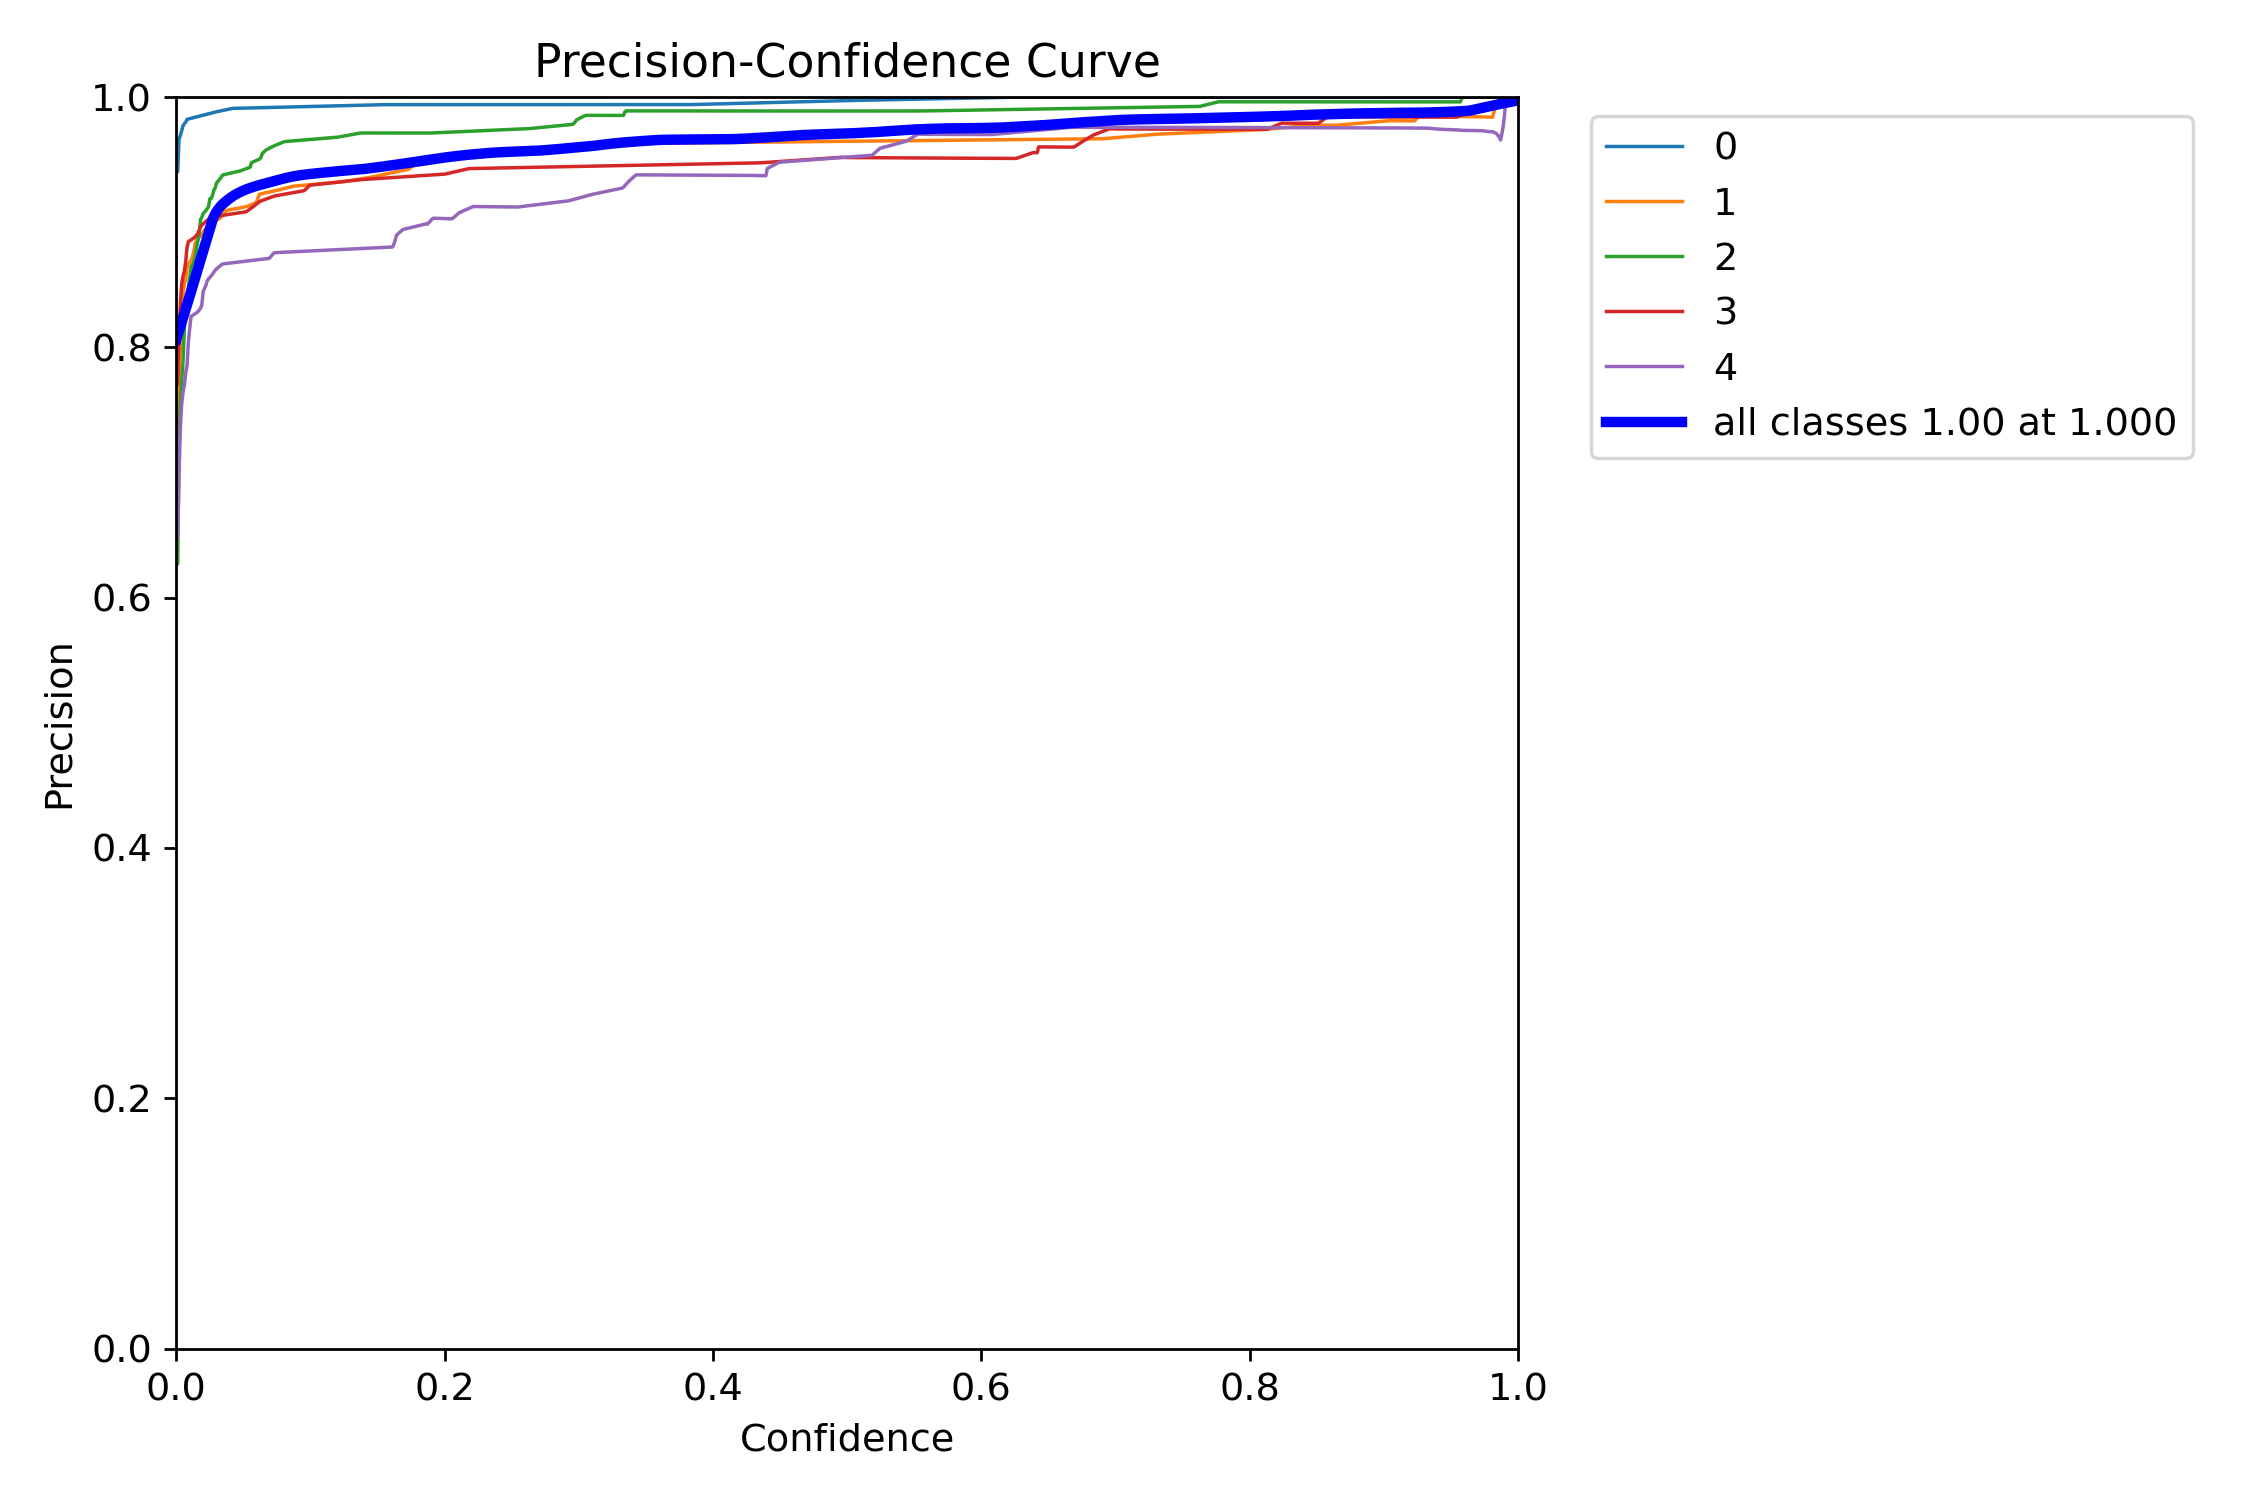 Precision-Confidence Curve
1.0
0.8
0.6
0.4
0.2
0.0
Precision
0.0 0.2 0.4 0.6 0.8 1.0
Confidence
0
1
2
3
4
all classes 1.00 at 1.000